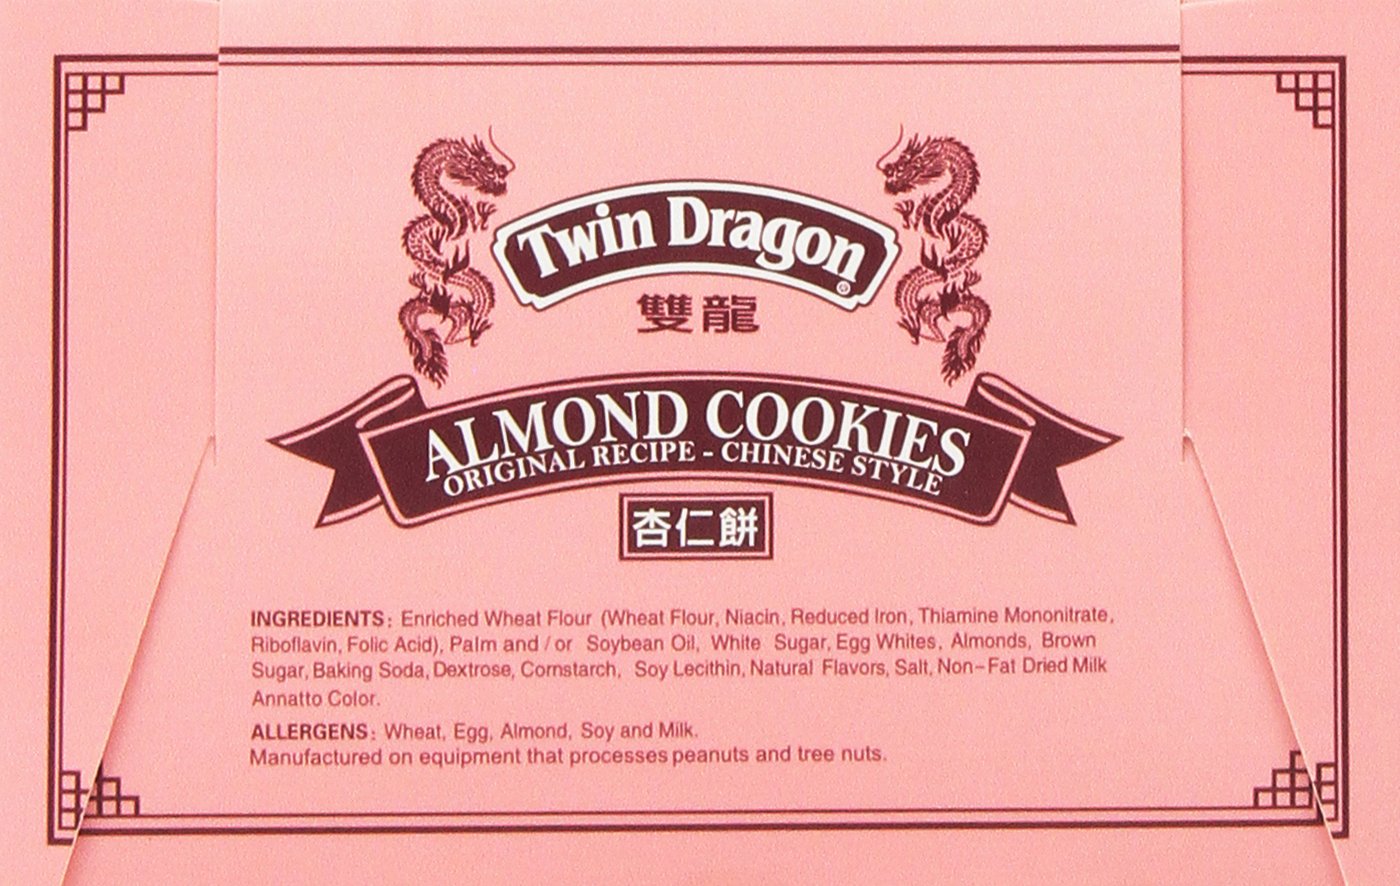 Twin Dragon®
雙龍
ALMOND COOKIES
ORIGINAL RECIPE - CHINESE STYLE
杏仁餅
INGREDIENTS: Enriched Wheat Flour (Wheat Flour, Niacin, Reduced Iron, Thiamine Mononitrate,
Riboflavin, Folic Acid), Palm and / or Soybean Oil, White Sugar, Egg Whites, Almonds, Brown
Sugar, Baking Soda, Dextrose, Cornstarch, Soy Lecithin, Natural Flavors, Salt, Non-Fat Dried Milk
Annatto Color.
ALLERGENS: Wheat, Egg, Almond, Soy and Milk.
Manufactured on equipment that processes peanuts and tree nuts.